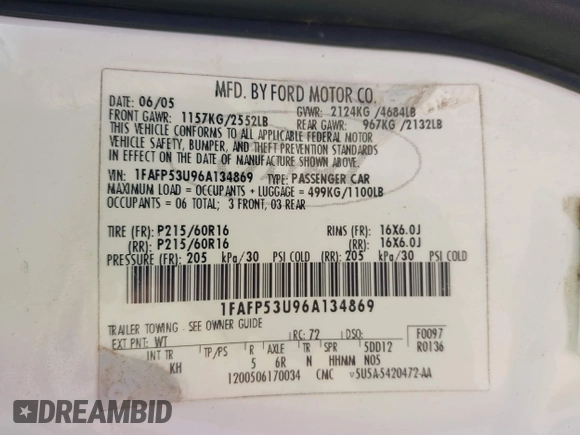 MFD. BY FORD MOTOR CO.
DATE: 06/05
GVWR: 2124KG /4684LB
FRONT GAWR: 1157KG/2552LB
REAR GAWR: 967KG /2132LB
THIS VEHICLE CONFORMS TO ALL APPLICABLE FEDERAL MOTOR
VEHICLE SAFETY, BUMPER, AND THEFT PREVENTION STANDARDS
IN EFFECT ON THE DATE OF MANUFACTURE SHOWN ABOVE.
VIN: 1FAFP53U96A134869 TYPE: PASSENGER CAR
MAXIMUM LOAD = OCCUPANTS + LUGGAGE = 499KG/1100LB
OCCUPANTS = 06 TOTAL; 3 FRONT, 03 REAR
TIRE (FR): P215/60R16 RIMS (FR): 16X6.0J
(RR): P215/60R16 (RR): 16X6.0J
PRESSURE (FR): 205 kPa/30 PSI COLD (RR): 205 kPa/30 PSI COLD
1FAFP53U96A134869
TRAILER TOWING - SEE OWNER GUIDE
EXT PNT: WT RC: 72 DSO: F0097
INT TR TP/PS R AXLE TR SPR 5DD12 R0136
KH 5 6R N HHMM N05
1200506170034 CMC ▽5U5A-5420472-AA
DREAMBID